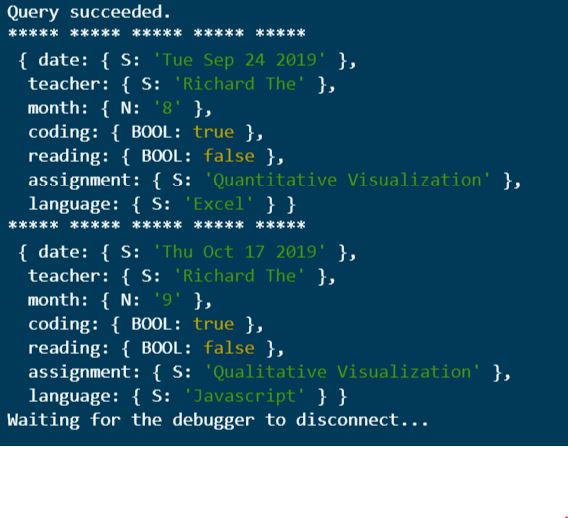 Query succeeded.
***** ***** ***** ***** *****
{ date: { S: 'Tue Sep 24 2019' },
teacher: { S: 'Richard The' },
month: { N: '8' },
coding: { BOOL: true },
reading: { BOOL: false },
assignment: { S: 'Quantitative Visualization' },
language: { S: 'Excel' } }
***** ***** ***** ***** *****
{ date: { S: 'Thu Oct 17 2019' },
teacher: { S: 'Richard The' },
month: { N: '9' },
coding: { BOOL: true },
reading: { BOOL: false },
assignment: { S: 'Qualitative Visualization' },
language: { S: 'Javascript' } }
Waiting for the debugger to disconnect...